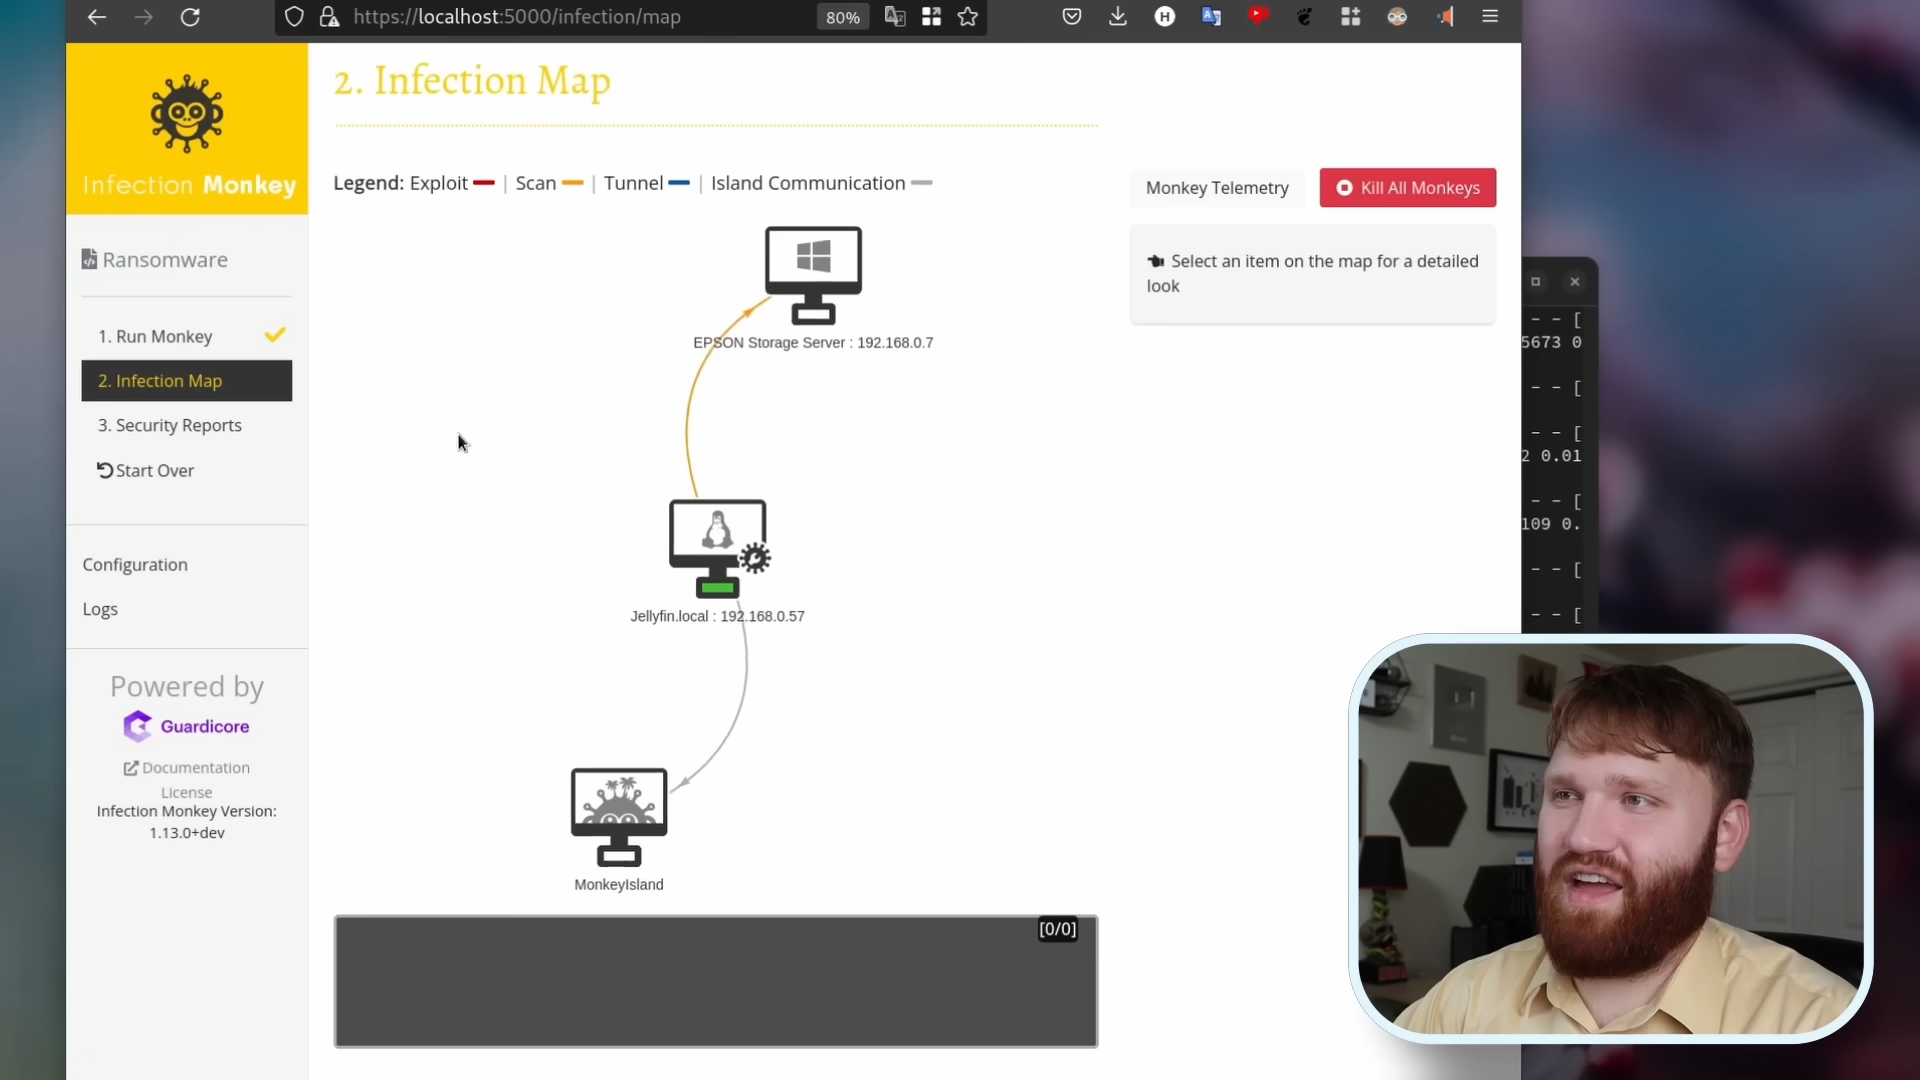 https://localhost:5000/infection/map
80%
Infection Monkey
Ransomware
1. Run Monkey
2. Infection Map
3. Security Reports
Start Over
Configuration
Logs
Powered by
Guardicore
Documentation
License
Infection Monkey Version:
1.13.0+dev
2. Infection Map
Legend: Exploit | Scan | Tunnel | Island Communication
Monkey Telemetry
Kill All Monkeys
Select an item on the map for a detailed
look
EPSON Storage Server : 192.168.0.7
Jellyfin.local : 192.168.0.57
MonkeyIsland
[0/0]
- - [
5673 0
- - [
- - [
2 0.01
- - [
109 0.
- - [
- - [